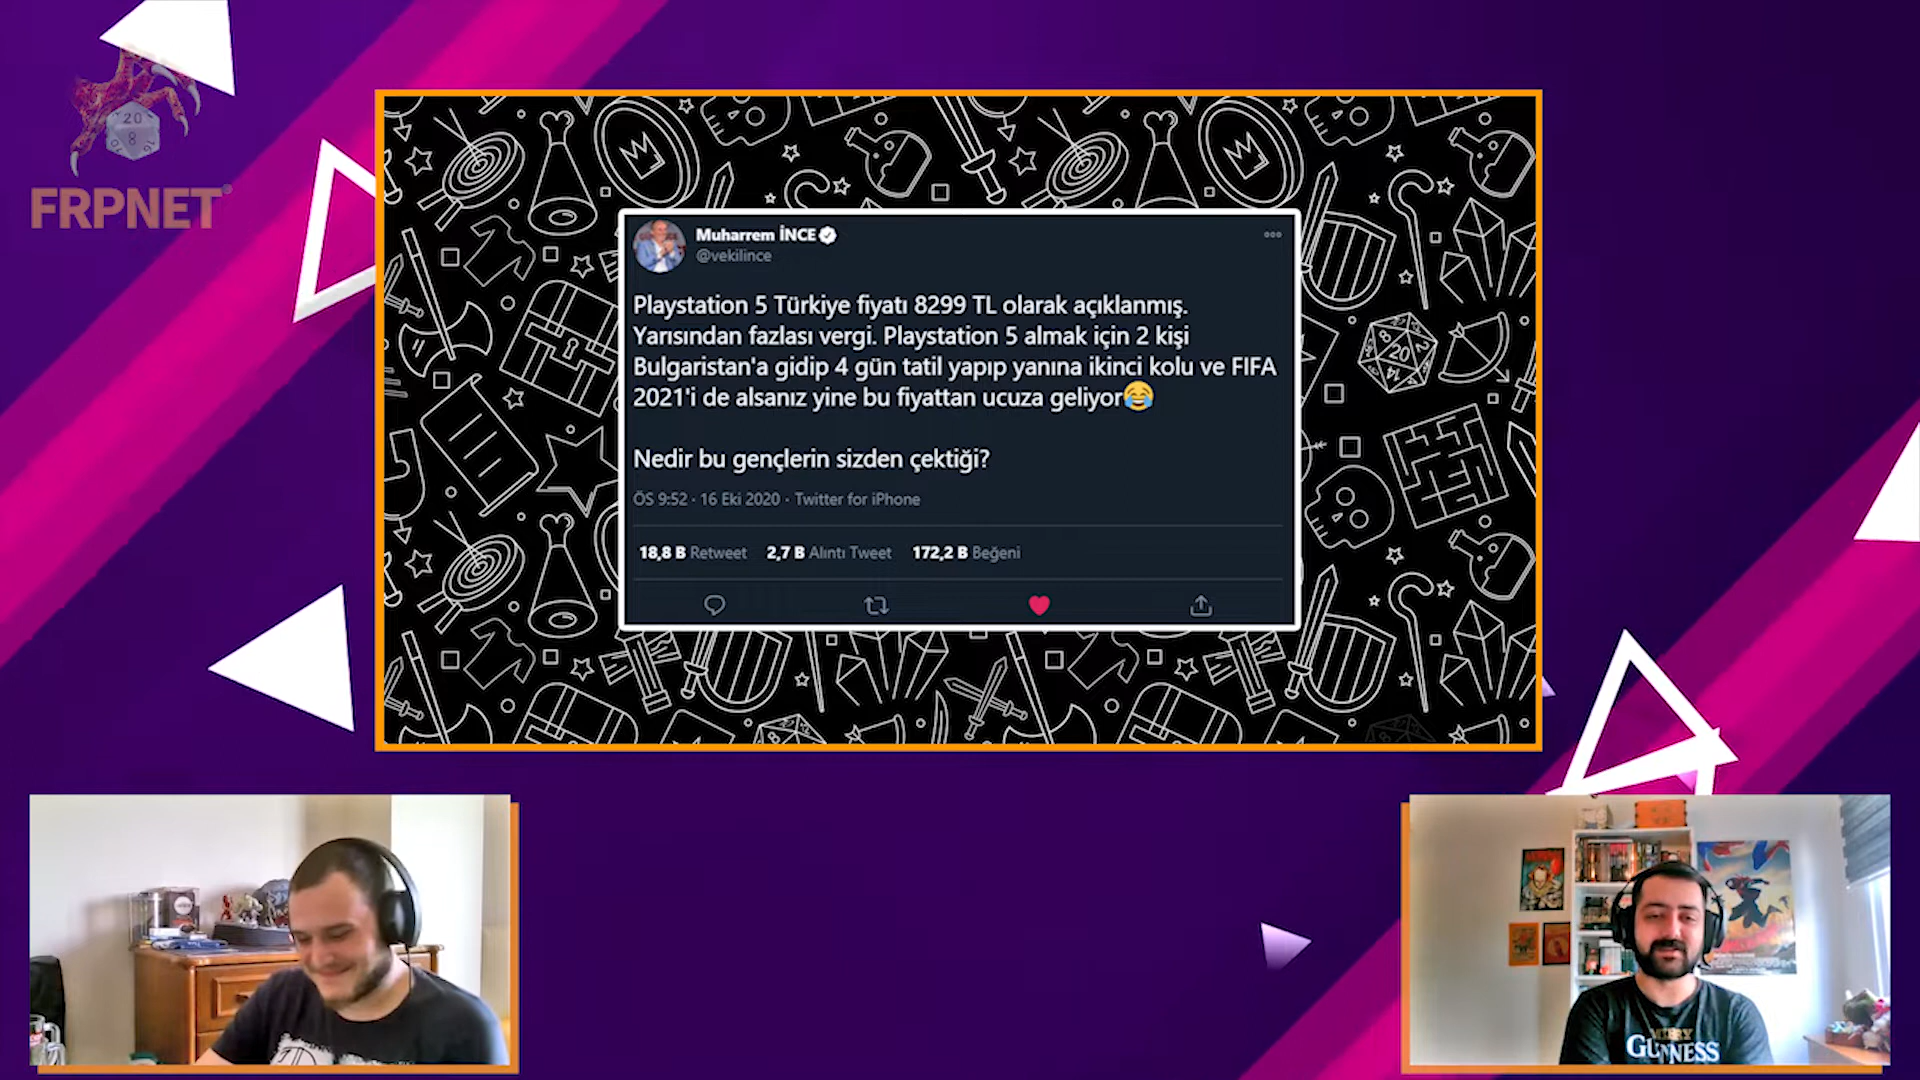 FRPNET
Muharrem İNCE
@vekilince
Playstation 5 Türkiye fiyatı 8299 TL olarak açıklanmış.
Yarısından fazlası vergi. Playstation 5 almak için 2 kişi
Bulgaristan'a gidip 4 gün tatil yapıp yanına ikinci kolu ve FIFA
2021'i de alsanız yine bu fiyattan ucuza geliyor😂
Nedir bu gençlerin sizden çektiği?
ÖS 9:52 · 16 Eki 2020 · Twitter for iPhone
18,8 B Retweet 2,7 B Alıntı Tweet 172,2 B Beğeni
MERRY
GUNNESS